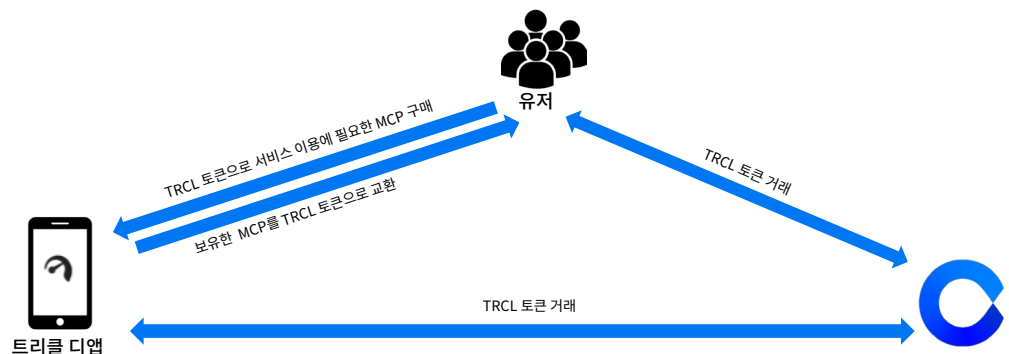 유저
TRCL 토큰으로 서비스 이용에 필요한 MCP 구매
보유한 MCP를 TRCL 토큰으로 교환
TRCL 토큰 거래
TRCL 토큰 거래
트리클 디앱